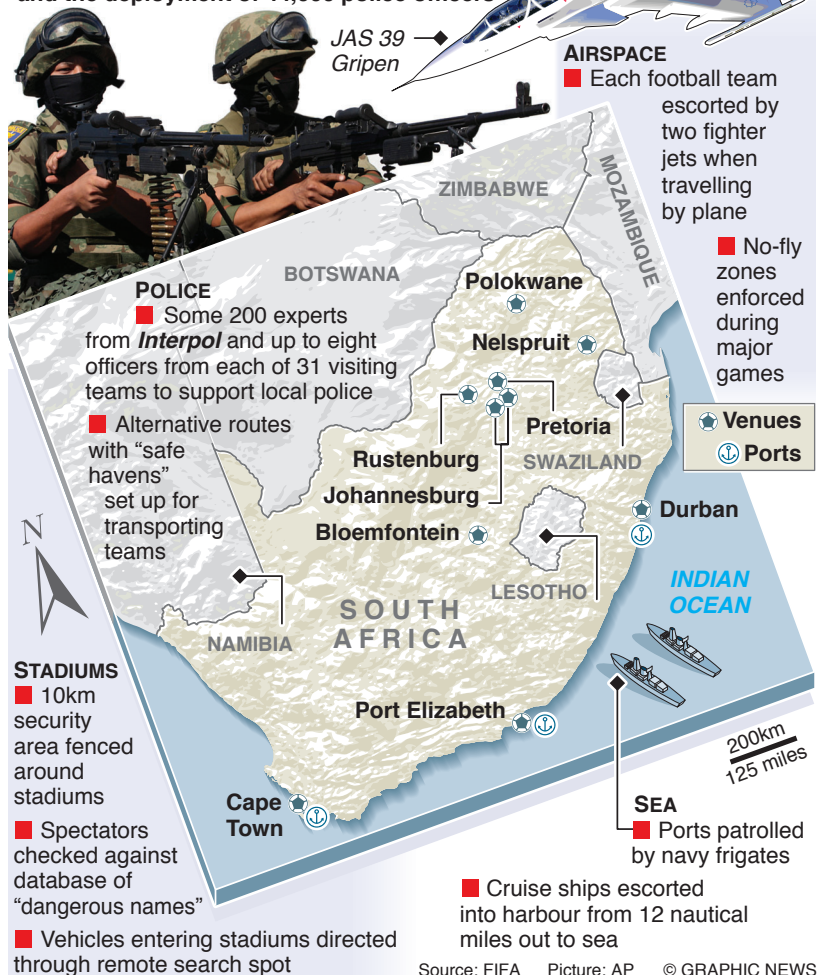 JAS 39
Gripen
AIRSPACE
Each football team
escorted by
two fighter
jets when
travelling
by plane
No-fly
zones
enforced
during
major
games
ZIMBABWE
MOZAMBIQUE
BOTSWANA
POLICE
Some 200 experts
from Interpol and up to eight
officers from each of 31 visiting
teams to support local police
Alternative routes
with “safe
havens”
set up for
transporting
teams
Polokwane
Nelspruit
Pretoria
Rustenburg
SWAZILAND
Johannesburg
Bloemfontein
Venues
Ports
Durban
LESOTHO
INDIAN
OCEAN
N
NAMIBIA
SOUTH
AFRICA
Port Elizabeth
Cape
Town
200km
125 miles
STADIUMS
10km
security
area fenced
around
stadiums
Spectators
checked against
database of
“dangerous names”
Vehicles entering stadiums directed
through remote search spot
SEA
Ports patrolled
by navy frigates
Cruise ships escorted
into harbour from 12 nautical
miles out to sea
Source: FIFA Picture: AP © GRAPHIC NEWS